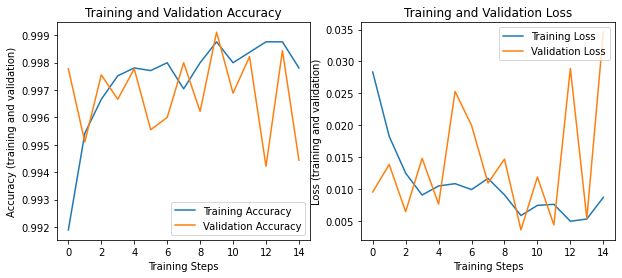 Training and Validation Accuracy
Accuracy (training and validation)
0.999
0.998
0.997
0.996
0.995
0.994
0.993
0.992
0 2 4 6 8 10 12 14
Training Steps
Training Accuracy
Validation Accuracy
Training and Validation Loss
Loss (training and validation)
0.035
0.030
0.025
0.020
0.015
0.010
0.005
0 2 4 6 8 10 12 14
Training Steps
Training Loss
Validation Loss